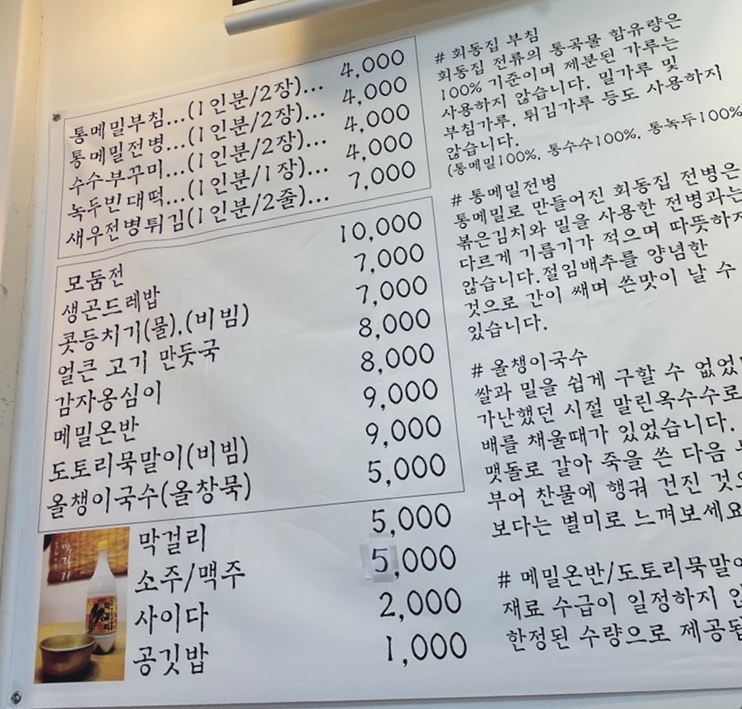 통메밀부침...(1인분/2장)... 4,000
통메밀전병...(1인분/2장)... 4,000
수수부꾸미...(1인분/2장)... 4,000
녹두빈대떡...(1인분/1장)... 4,000
새우전병튀김(1인분/2줄)... 7,000
모둠전 10,000
생곤드레밥 7,000
콧등치기(물),(비빔) 7,000
얼큰 고기 만둣국 8,000
감자옹심이 8,000
메밀온반 9,000
도토리묵말이(비빔) 9,000
올챙이국수(올창묵) 5,000
막걸리 5,000
소주/맥주 5,000
사이다 2,000
공깃밥 1,000
# 회동집 부침
회동집 전류의 통곡물 함유량은
100% 기준이며 제분된 가루는
사용하지 않습니다. 밀가루 및
부침가루, 튀김가루 등도 사용하지
않습니다.
(통메밀100%, 통수수100%, 통녹두100%
# 통메밀전병
통메밀로 만들어진 회동집 전병은
볶은김치와 밀을 사용한 전병과는
다르게 기름기가 적으며 따뜻하지
않습니다.절임배추를 양념한
것으로 간이 쌔며 쓴맛이 날 수
있습니다.
# 올챙이국수
쌀과 밀을 쉽게 구할 수 없었
가난했던 시절 말린옥수수로
배를 채울때가 있었습니다.
맷돌로 갈아 죽을 쑨 다음
부어 찬물에 헹궈 건진 것
보다는 별미로 느껴보세요
# 메밀온반/도토리묵말이
재료 수급이 일정하지 않
한정된 수량으로 제공됩